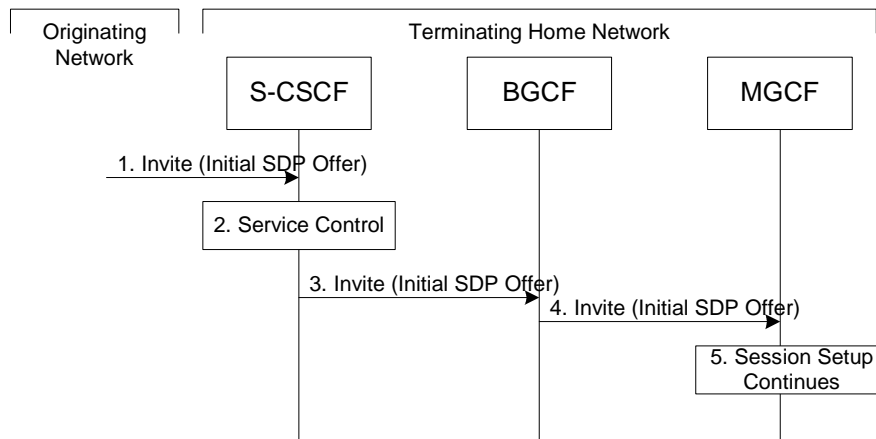 Originating
Network
Terminating Home Network
S-CSCF
BGCF
MGCF
1. Invite (Initial SDP Offer)
2. Service Control
3. Invite (Initial SDP Offer)
4. Invite (Initial SDP Offer)
5. Session Setup
Continues